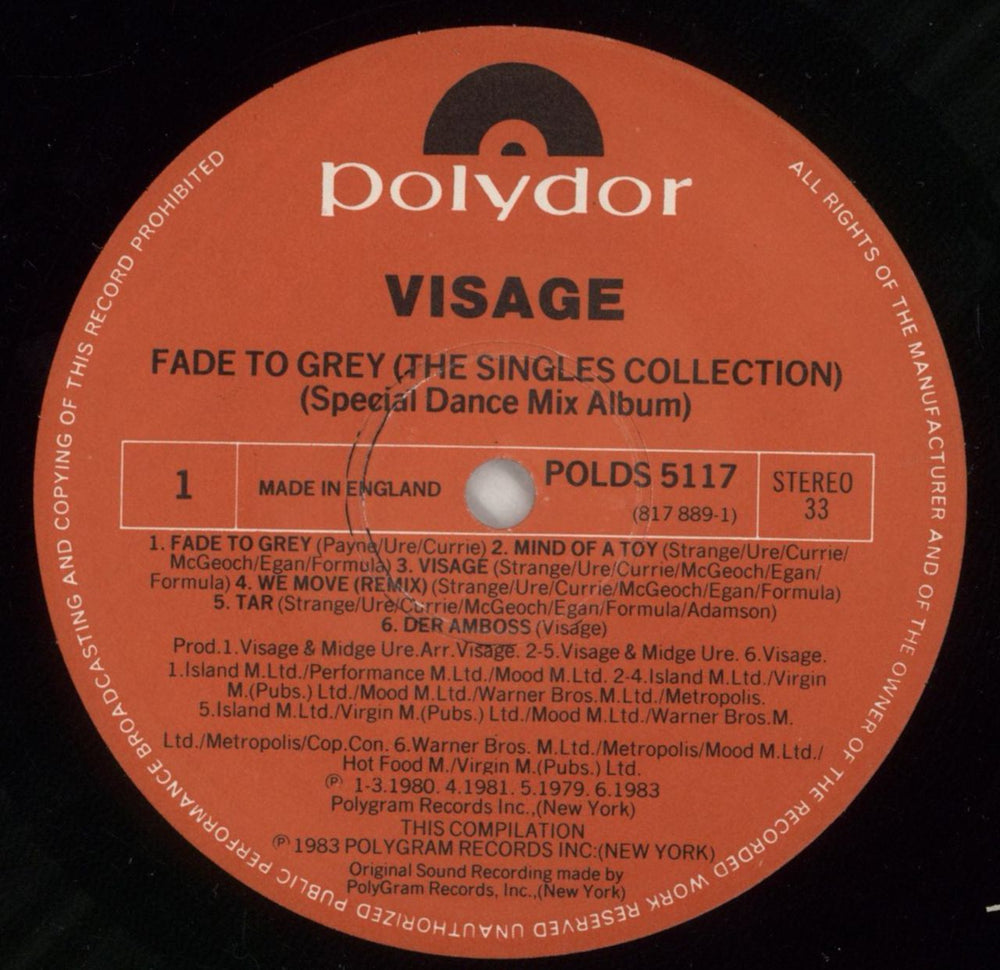 polydor
VISAGE
FADE TO GREY (THE SINGLES COLLECTION)
(Special Dance Mix Album)
1
MADE IN ENGLAND
POLDS 5117
(817 889-1)
STEREO
33
1. FADE TO GREY (Payne/Ure/Currie) 2. MIND OF A TOY (Strange/Ure/Currie/
McGeoch/Egan/Formula) 3. VISAGE (Strange/Ure/Currie/McGeoch/Egan/
Formula) 4. WE MOVE (REMIX) (Strange/Ure/Currie/McGeoch/Egan/Formula)
5. TAR (Strange/Ure/Currie/McGeoch/Egan/Formula/Adamson)
6. DER AMBOSS (Visage)
Prod.1.Visage & Midge Ure.Arr.Visage. 2-5.Visage & Midge Ure. 6.Visage.
1.Island M.Ltd./Performance M.Ltd./Mood M.Ltd. 2-4.Island M.Ltd./Virgin
M.(Pubs.) Ltd./Mood M.Ltd./Warner Bros.M.Ltd./Metropolis.
5.Island M.Ltd./Virgin M.(Pubs.) Ltd./Mood M.Ltd./Warner Bros.M.
Ltd./Metropolis/Cop.Con. 6.Warner Bros. M.Ltd./Metropolis/Mood M.Ltd./
Hot Food M./Virgin M.(Pubs.) Ltd.
℗ 1-3.1980. 4.1981. 5.1979. 6.1983
Polygram Records Inc.,(New York)
THIS COMPILATION
℗ 1983 POLYGRAM RECORDS INC:(NEW YORK)
Original Sound Recording made by
PolyGram Records, Inc.,(New York)
ALL RIGHTS OF THE MANUFACTURER AND OF THE OWNER OF THE RECORDED WORK RESERVED UNAUTHORIZED PUBLIC PERFORMANCE BROADCASTING AND COPYING OF THIS RECORD PROHIBITED